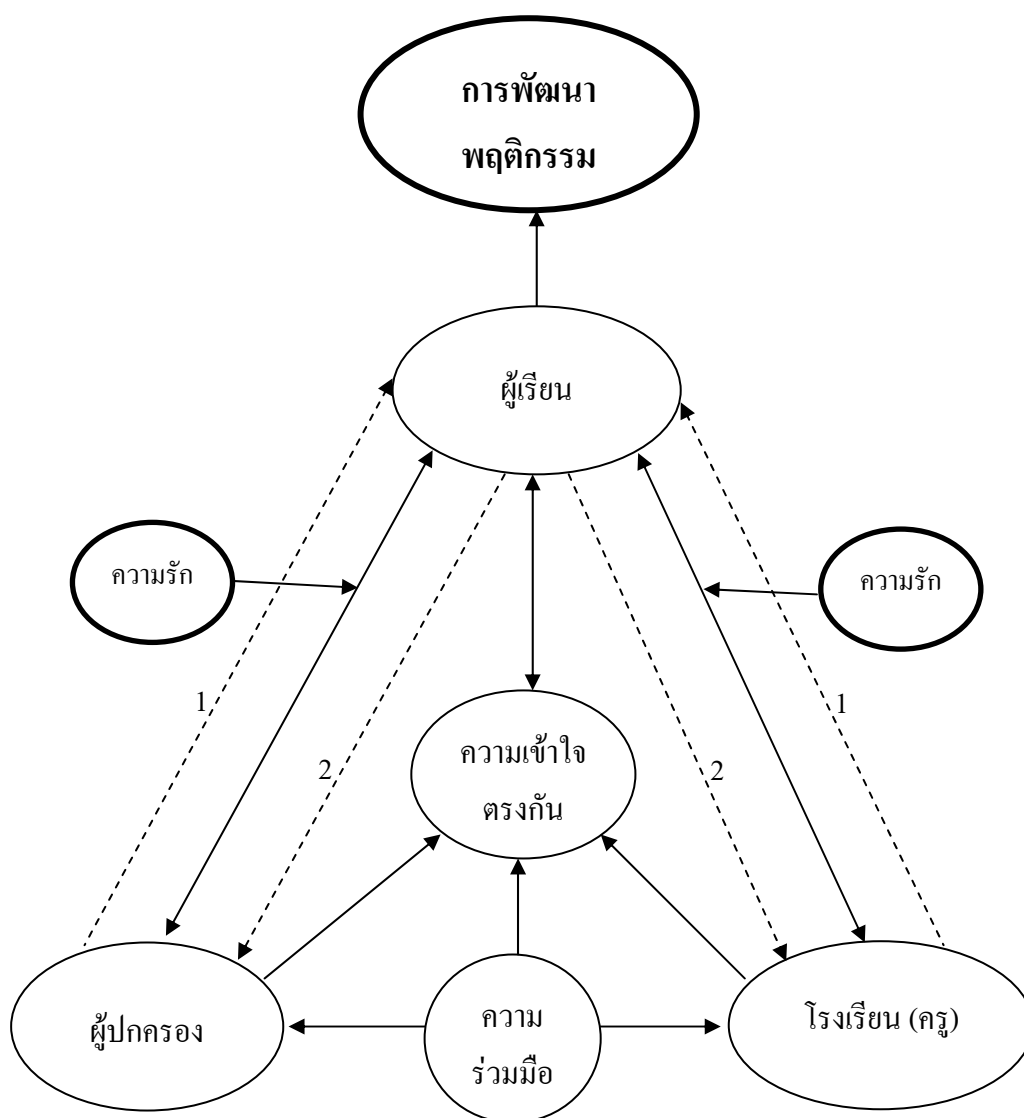 การพัฒนา
พฤติกรรม
ผู้เรียน
ความรัก
ความรัก
1
1
2
2
ความเข้าใจ
ตรงกัน
ผู้ปกครอง
ความ
ร่วมมือ
โรงเรียน (ครู)